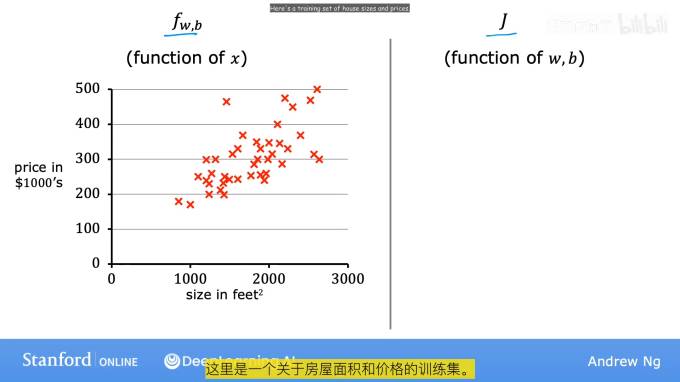 Here's a training set of house sizes and prices.
f_{w,b}
J
bilibili
(function of x)
(function of w, b)
500
400
300
200
100
0
price in
$1000's
0
1000
2000
3000
size in feet²
Stanford ONLINE
DeepLearning.AI
Andrew Ng
这里是一个关于房屋面积和价格的训练集。